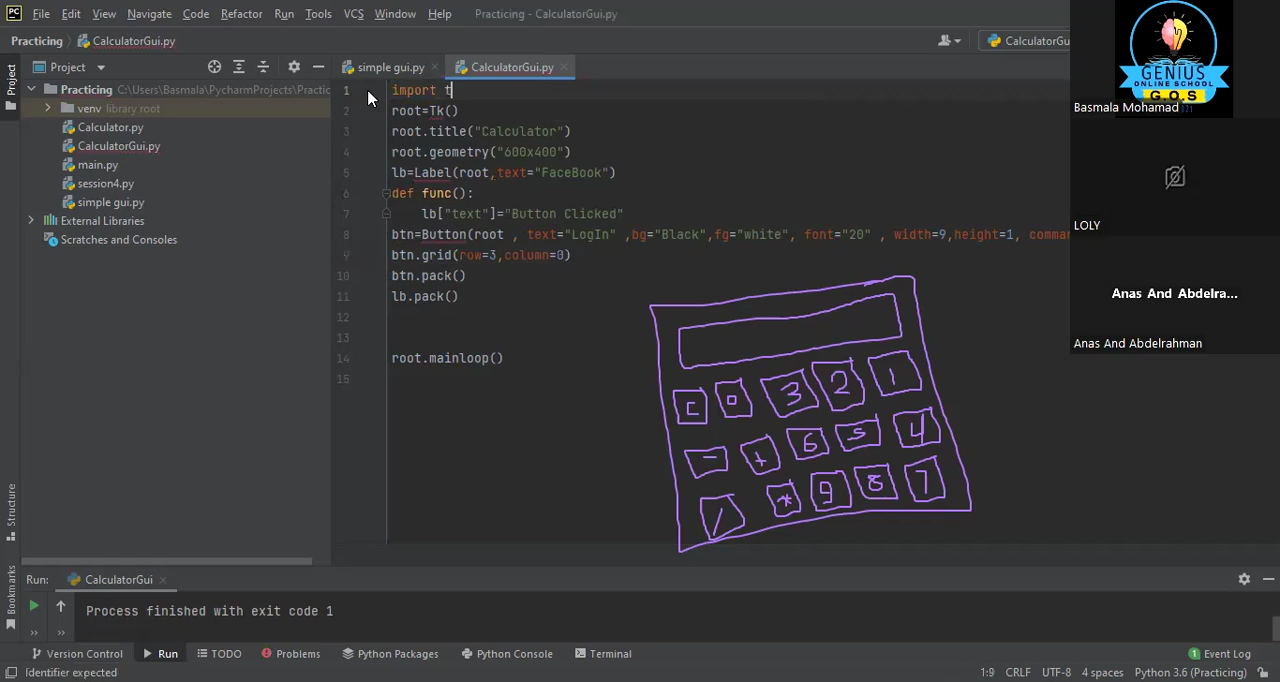 PC File Edit View Navigate Code Refactor Run Tools VCS Window Help Practicing - CalculatorGui.py
Practicing CalculatorGui.py CalculatorGu
Project simple gui.py CalculatorGui.py
Practicing C:\Users\Basmala\PycharmProjects\Practic
venv library root
Calculator.py
CalculatorGui.py
main.py
session4.py
simple gui.py
External Libraries
Scratches and Consoles
1 import t
2 root=Tk()
3 root.title("Calculator")
4 root.geometry("600x400")
5 lb=Label(root,text="FaceBook")
6 def func():
7 lb["text"]="Button Clicked"
8 btn=Button(root , text="LogIn" ,bg="Black",fg="white", font="20" , width=9,height=1, comman
9 btn.grid(row=3,column=0)
10 btn.pack()
11 lb.pack()
12
13
14 root.mainloop()
15
C 0 3 2 1
- + 6 5 4
/ * 9 8 7
GENIUS
ONLINE SCHOOL
G.O.S
Basmala Mohamad
LOLY
Anas And Abdelra...
Anas And Abdelrahman
Project
Structure
Bookmarks
Run: CalculatorGui
Process finished with exit code 1
Version Control Run TODO Problems Python Packages Python Console Terminal 1 Event Log
Identifier expected 1:9 CRLF UTF-8 4 spaces Python 3.6 (Practicing)